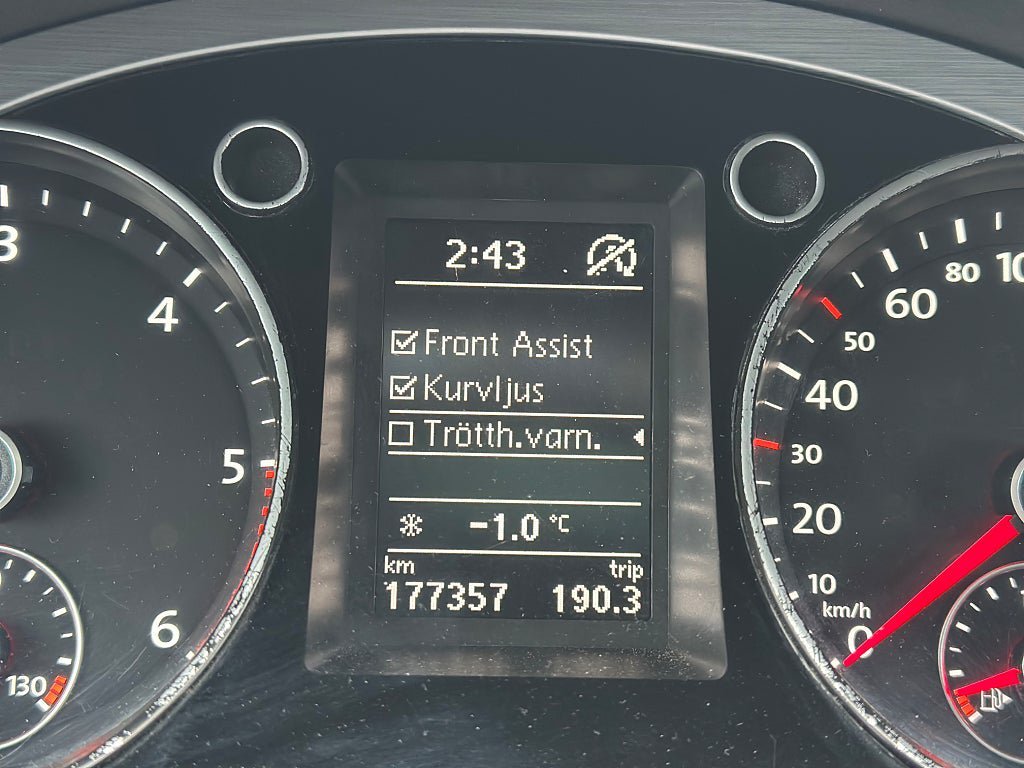 2:43
Front Assist
Kurvljus
Trötth.varn.
-1.0 °C
km trip
177357 190.3
3
4
5
6
130
80
60
50
40
30
20
10
km/h
0